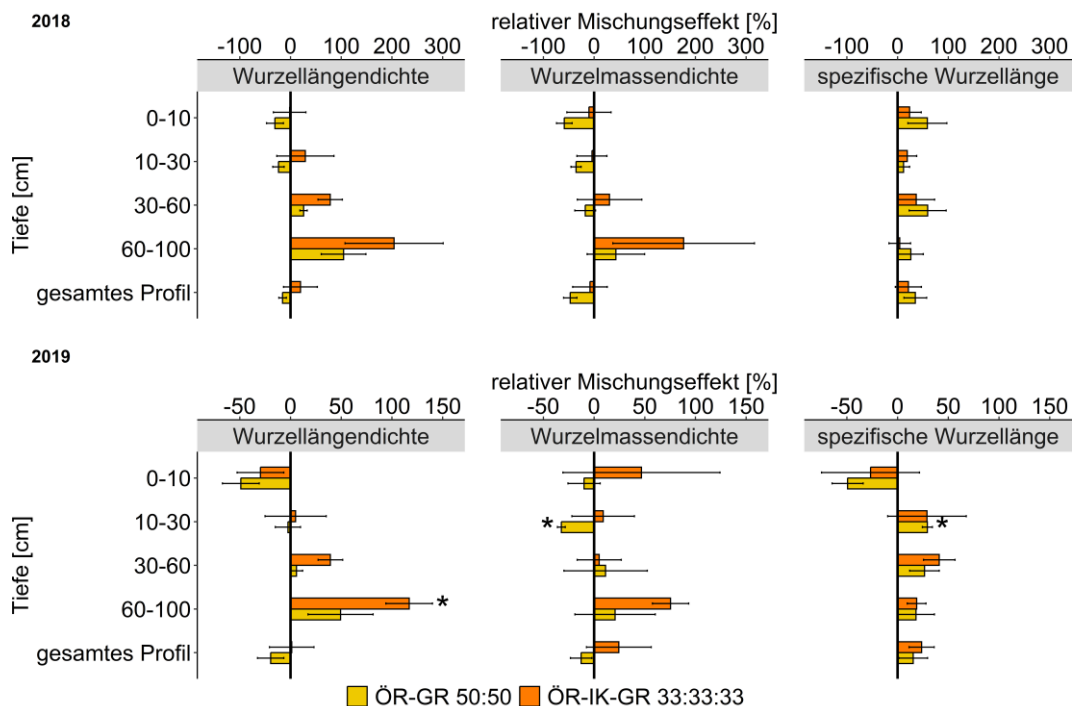 2018
relativer Mischungseffekt [%]
-100 0 100 200 300 -100 0 100 200 300 -100 0 100 200 300
Wurzellängendichte Wurzelmassendichte spezifische Wurzellänge
Tiefe [cm]
0-10
10-30
30-60
60-100
gesamtes Profil
2019
relativer Mischungseffekt [%]
-50 0 50 100 150 -50 0 50 100 150 -50 0 50 100 150
Wurzellängendichte Wurzelmassendichte spezifische Wurzellänge
Tiefe [cm]
0-10
10-30 * *
30-60
60-100 *
gesamtes Profil
ÖR-GR 50:50 ÖR-IK-GR 33:33:33